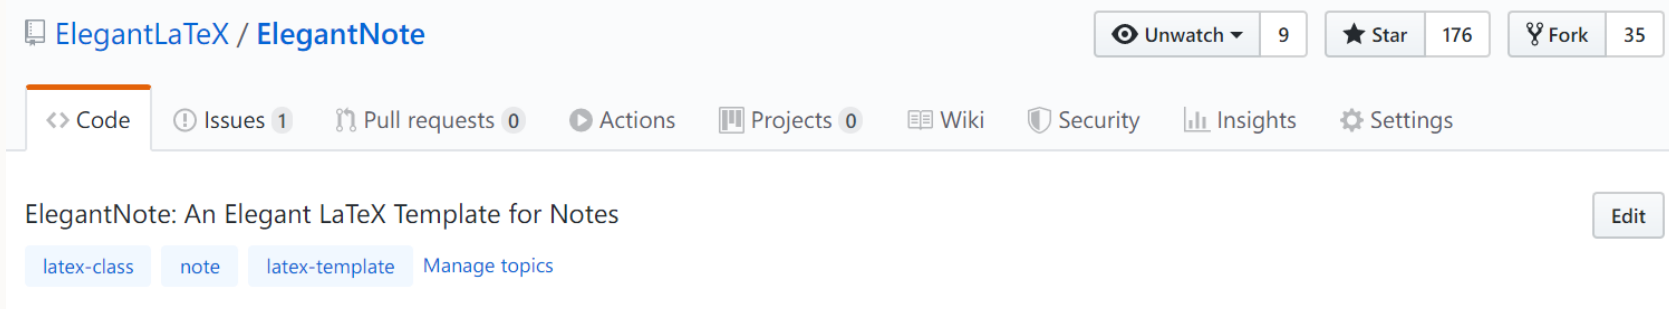 ElegantLaTeX / ElegantNote Unwatch 9 Star 176 Fork 35
Code Issues 1 Pull requests 0 Actions Projects 0 Wiki Security Insights Settings
ElegantNote: An Elegant LaTeX Template for Notes Edit
latex-class note latex-template Manage topics